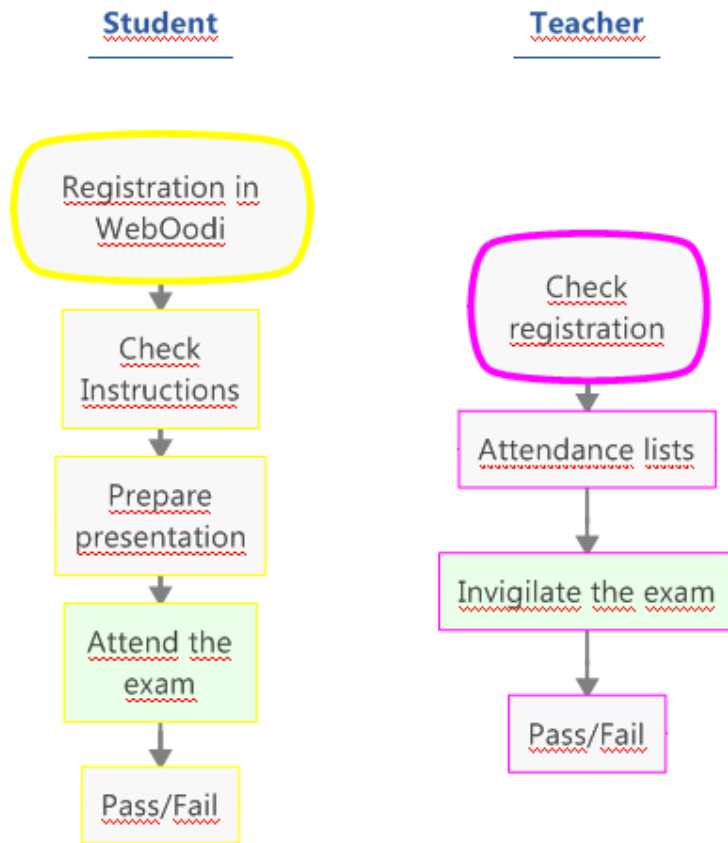 Student
Registration in
WebOodi
Check
Instructions
Prepare
presentation
Attend the
exam
Pass/Fail
Teacher
Check
registration
Attendance lists
Invigilate the exam
Pass/Fail